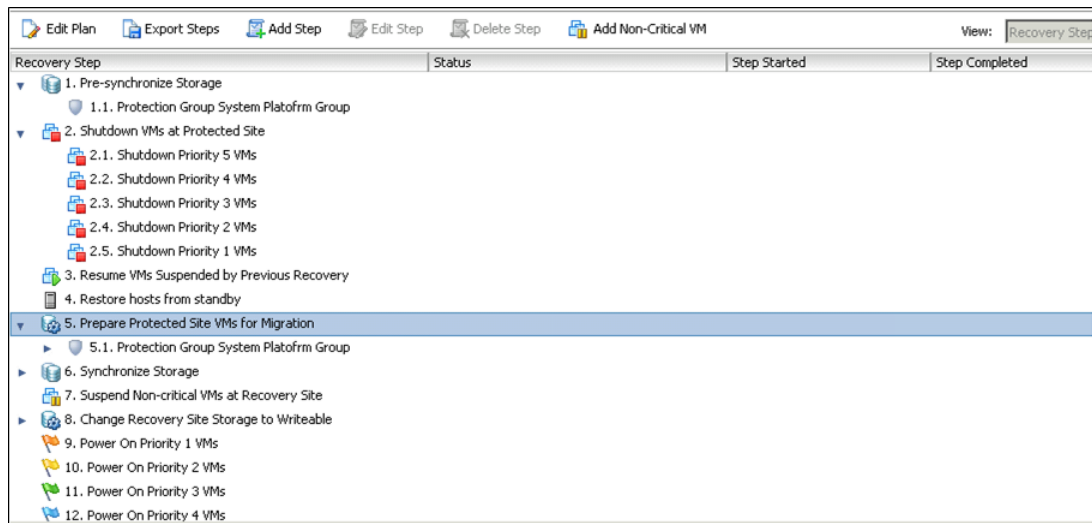 Edit Plan Export Steps Add Step Edit Step Delete Step Add Non-Critical VM View: Recovery Step
Recovery Step Status Step Started Step Completed
1. Pre-synchronize Storage
1.1. Protection Group System Platofrm Group
2. Shutdown VMs at Protected Site
2.1. Shutdown Priority 5 VMs
2.2. Shutdown Priority 4 VMs
2.3. Shutdown Priority 3 VMs
2.4. Shutdown Priority 2 VMs
2.5. Shutdown Priority 1 VMs
3. Resume VMs Suspended by Previous Recovery
4. Restore hosts from standby
5. Prepare Protected Site VMs for Migration
5.1. Protection Group System Platofrm Group
6. Synchronize Storage
7. Suspend Non-critical VMs at Recovery Site
8. Change Recovery Site Storage to Writeable
9. Power On Priority 1 VMs
10. Power On Priority 2 VMs
11. Power On Priority 3 VMs
12. Power On Priority 4 VMs